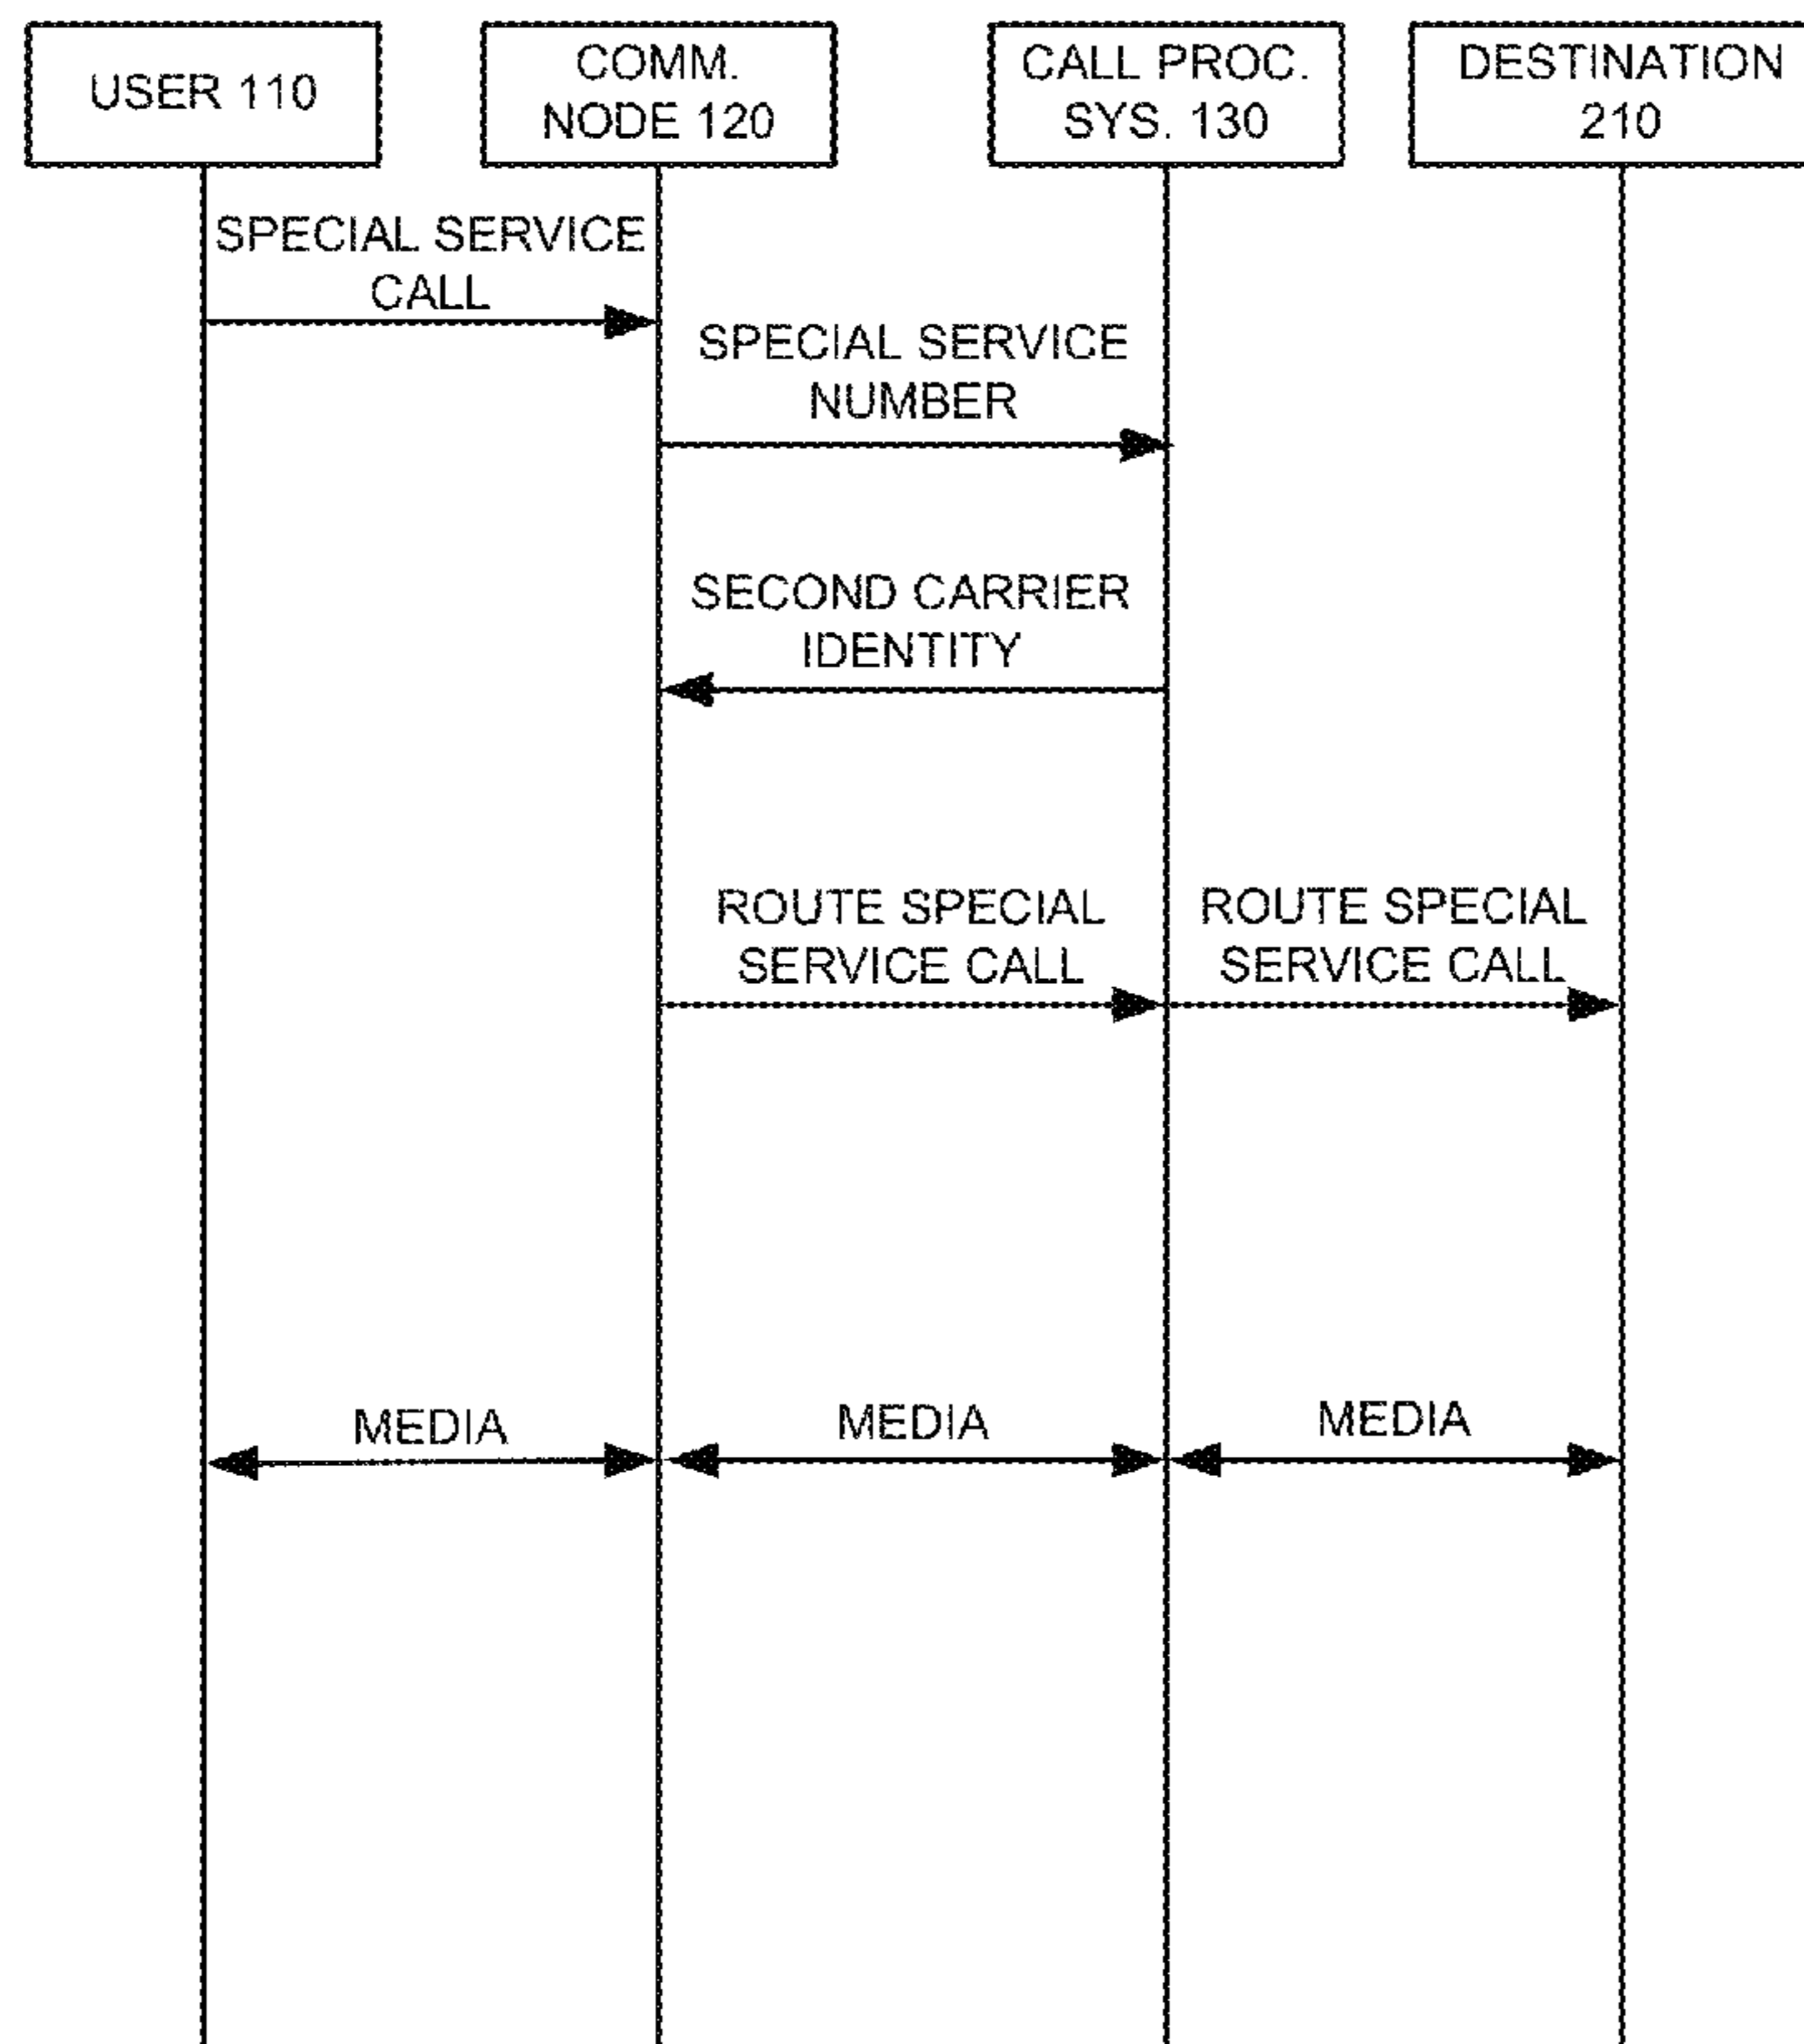 USER 110
COMM.
NODE 120
CALL PROC.
SYS. 130
DESTINATION
210
SPECIAL SERVICE
CALL
SPECIAL SERVICE
NUMBER
SECOND CARRIER
IDENTITY
ROUTE SPECIAL
SERVICE CALL
ROUTE SPECIAL
SERVICE CALL
MEDIA
MEDIA
MEDIA